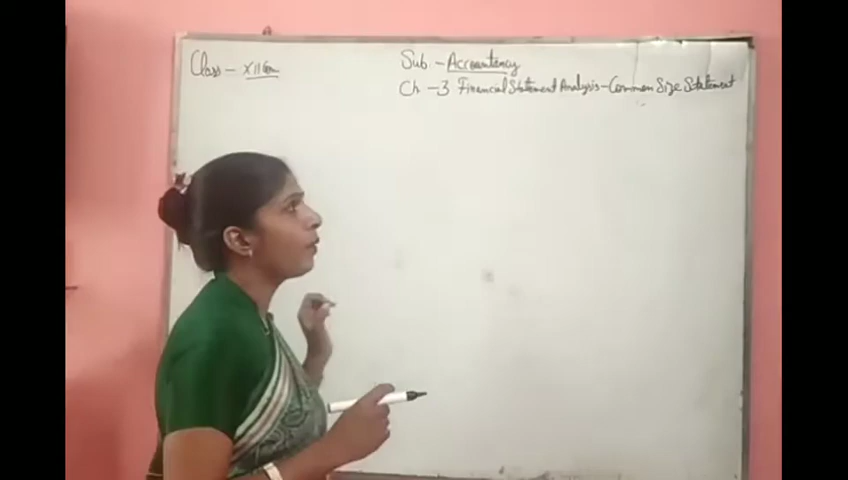 Class - XII Com
Sub - Accountancy
Ch - 3 Financial Statement Analysis - Common Size Statement